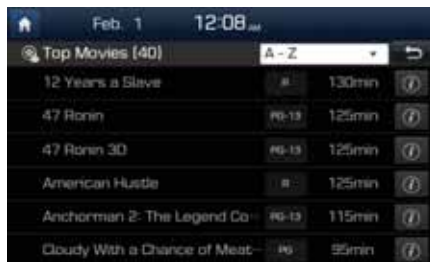 Feb. 1 12:08 AM
Top Movies (40) A - Z
12 Years a Slave R 130min
47 Ronin PG-13 125min
47 Ronin 3D PG-13 125min
American Hustle R 125min
Anchorman 2: The Legend Co··· PG-13 115min
Cloudy With a Chance of Meat··· PG 95min